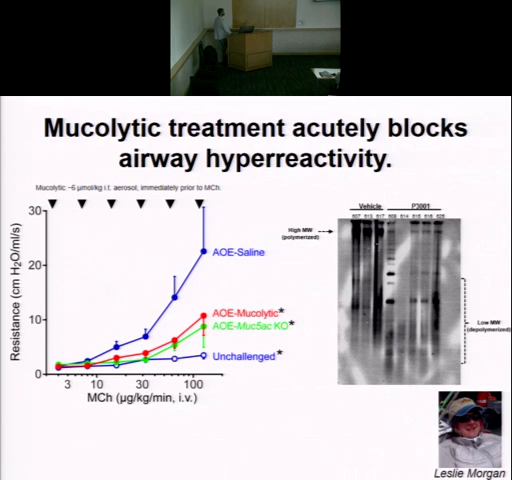 Mucolytic treatment acutely blocks
airway hyperreactivity.
Mucolytic ~6 µmol/kg i.t. aerosol, immediately prior to MCh.
30
20
10
0
Resistance (cm H2O/ml/s)
3
10
30
100
MCh (µg/kg/min, i.v.)
AOE-Saline
AOE-Mucolytic*
AOE-Muc5ac KO*
Unchallenged*
Vehicle P3001
High MW
(polymerized)
Low MW
(depolymerized)
Leslie Morgan